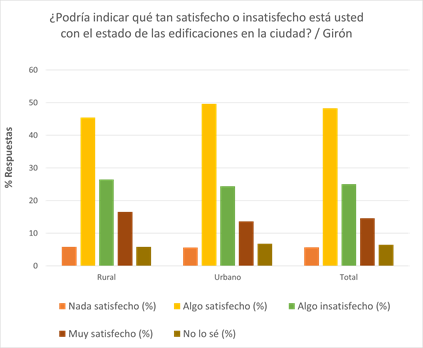 ¿Podría indicar qué tan satisfecho o insatisfecho está usted
con el estado de las edificaciones en la ciudad? / Girón
60
50
40
30
20
10
0
% Respuestas
Rural Urbano Total
Nada satisfecho (%) Algo satisfecho (%) Algo insatisfecho (%)
Muy satisfecho (%) No lo sé (%)